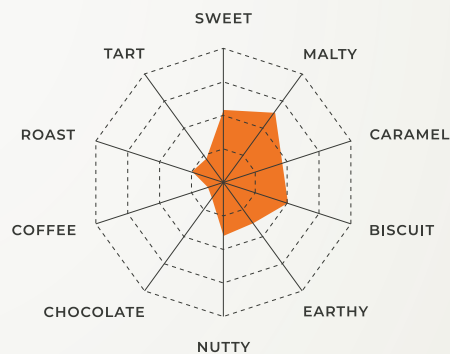 SWEET
TART
MALTY
ROAST
CARAMEL
COFFEE
BISCUIT
CHOCOLATE
EARTHY
NUTTY